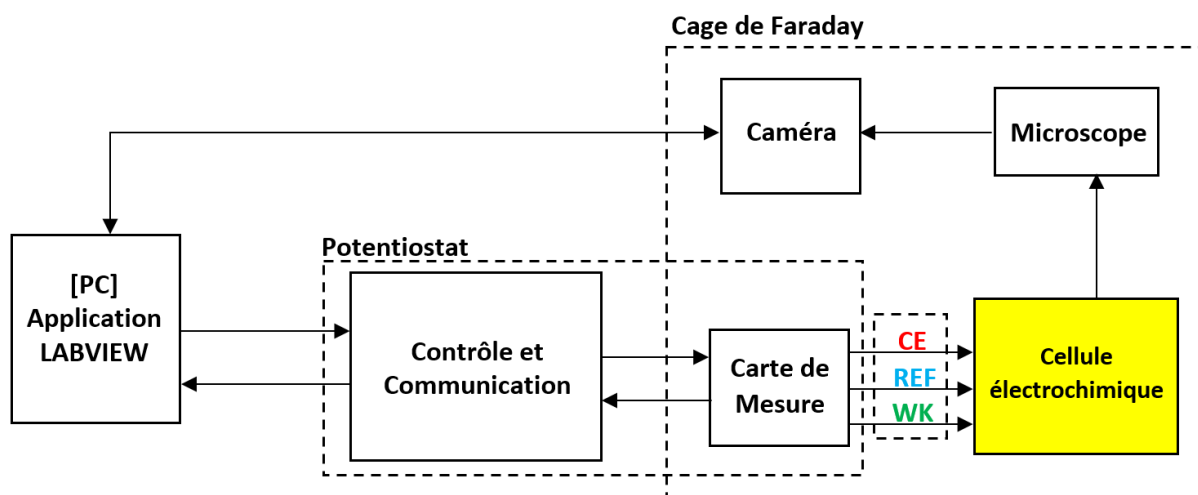 Cage de Faraday
Caméra
Microscope
Potentiostat
[PC]
Application
LABVIEW
Contrôle et
Communication
Carte de
Mesure
CE
REF
WK
Cellule
électrochimique